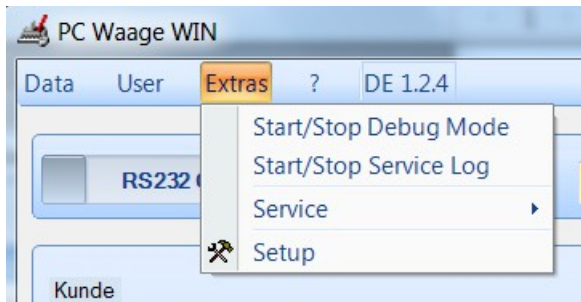 PC Waage WIN
Data User Extras ? DE 1.2.4
Start/Stop Debug Mode
RS232
Start/Stop Service Log
Service
Setup
Kunde